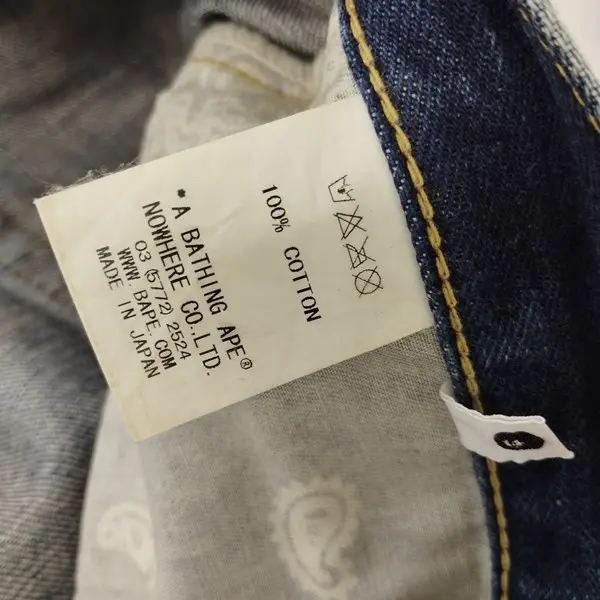 100% COTTON
* A BATHING APE®
NOWHERE CO.,LTD.
03 (5772) 2524
WWW.BAPE.COM
MADE IN JAPAN